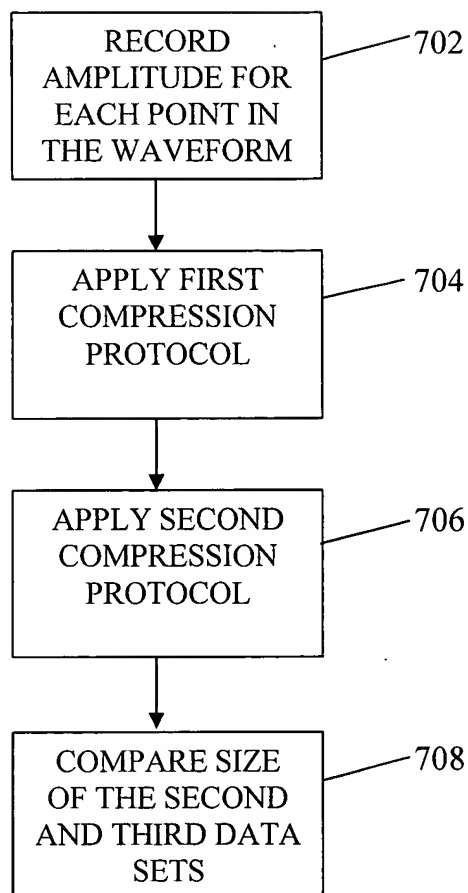 RECORD
AMPLITUDE FOR
EACH POINT IN
THE WAVEFORM
702
APPLY FIRST
COMPRESSION
PROTOCOL
704
APPLY SECOND
COMPRESSION
PROTOCOL
706
COMPARE SIZE
OF THE SECOND
AND THIRD DATA
SETS
708